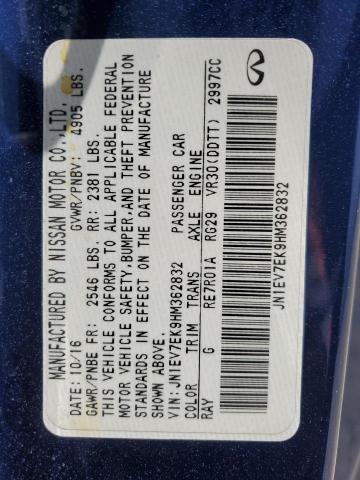 MANUFACTURED BY NISSAN MOTOR CO.,LTD.
DATE: 10/16 GVWR/PNBV: 4905 LBS.
GAWR/PNBE FR: 2546 LBS. RR: 2381 LBS.
THIS VEHICLE CONFORMS TO ALL APPLICABLE FEDERAL
MOTOR VEHICLE SAFETY,BUMPER,AND THEFT PREVENTION
STANDARDS IN EFFECT ON THE DATE OF MANUFACTURE
SHOWN ABOVE.
VIN: JN1EV7EK9HM362832 PASSENGER CAR
COLOR TRIM TRANS AXLE ENGINE
RAY G RE7R01A RG29 VR30(DDTT) 2997CC
JN1EV7EK9HM362832